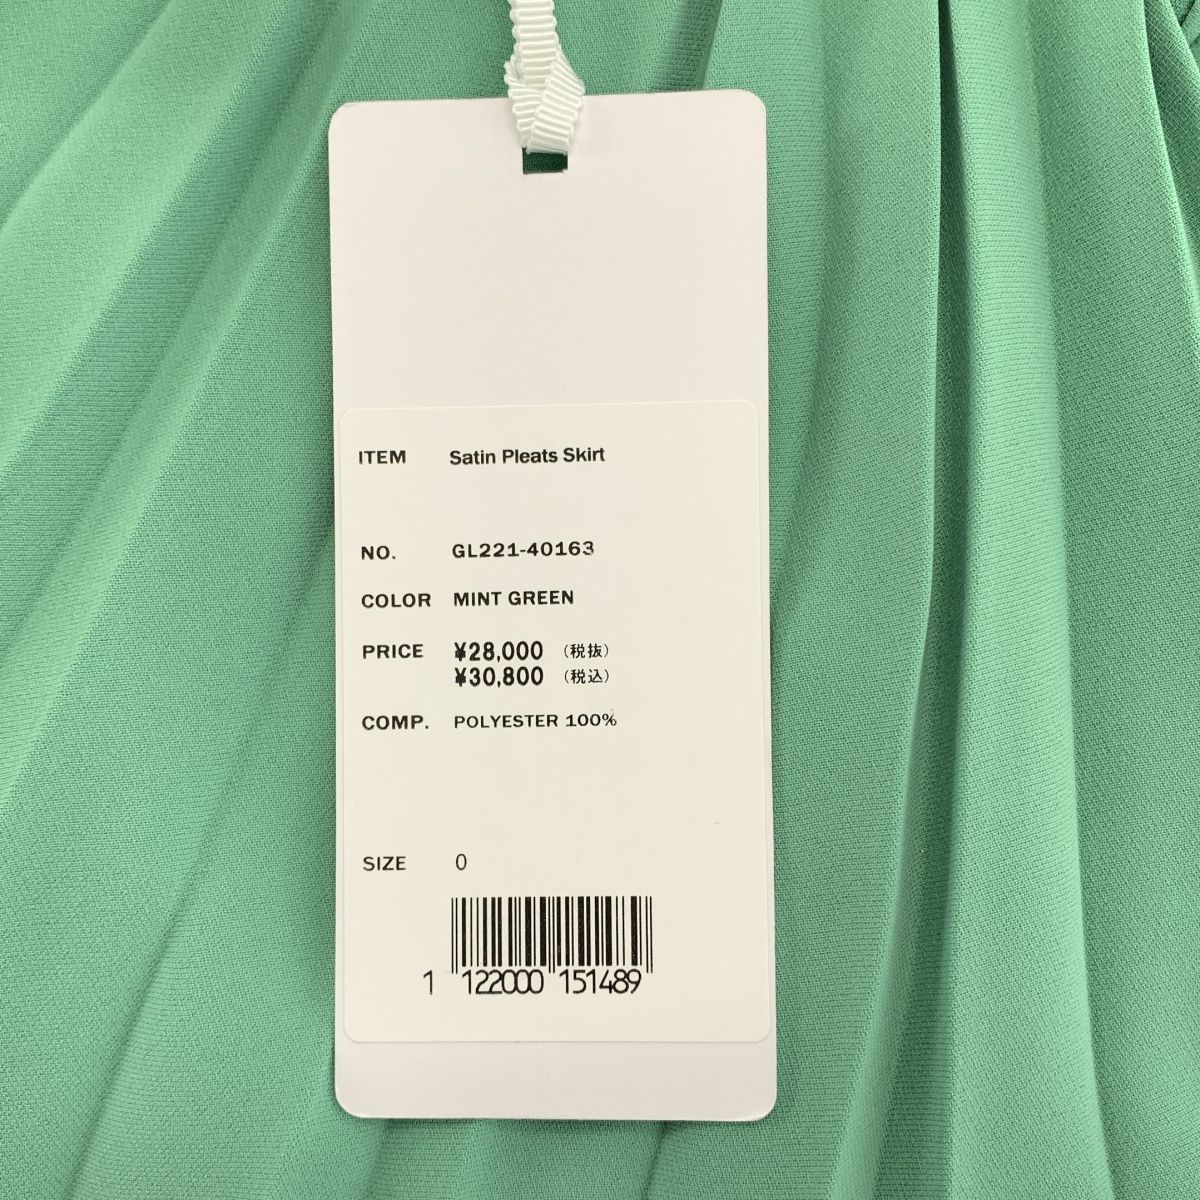 ITEM Satin Pleats Skirt
NO. GL221-40163
COLOR MINT GREEN
PRICE ¥28,000 (税抜)
¥30,800 (税込)
COMP. POLYESTER 100%
SIZE 0
1 122000 151489